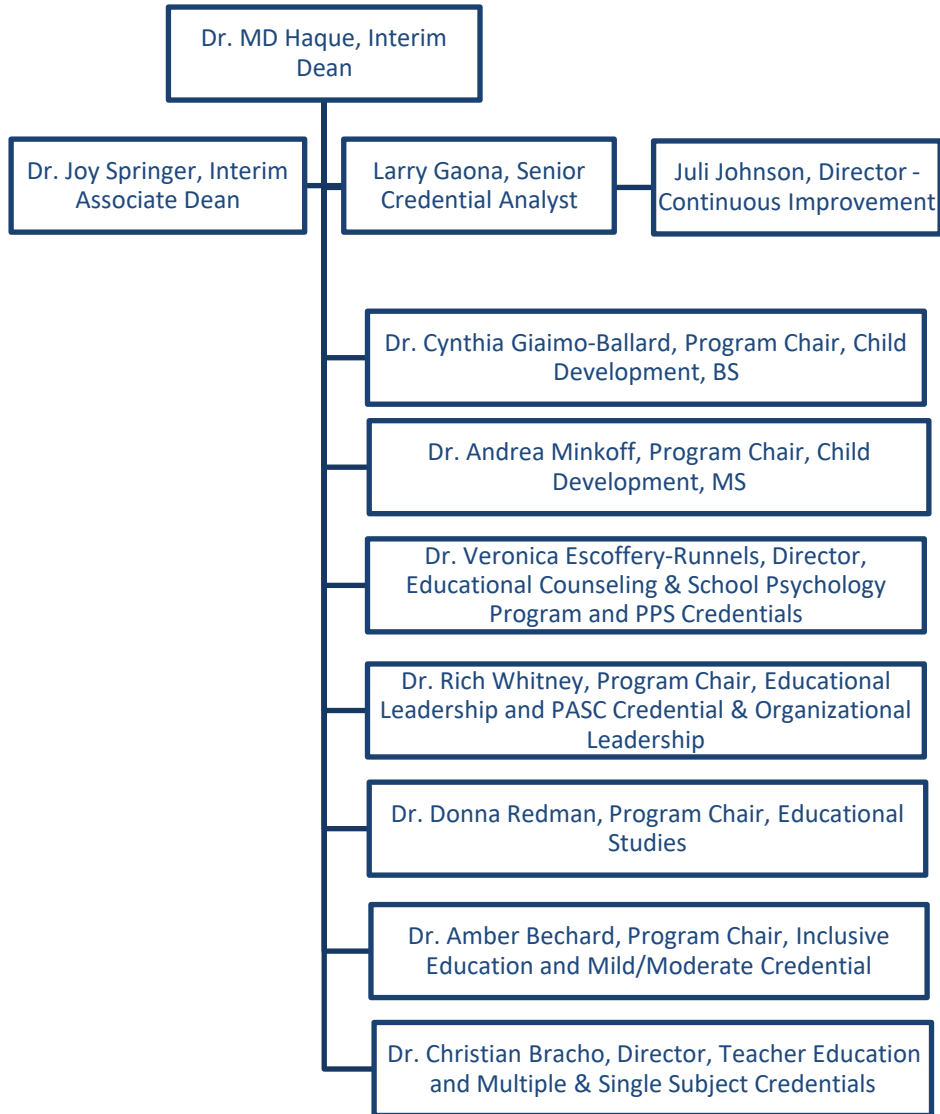 Dr. MD Haque, Interim
Dean
Dr. Joy Springer, Interim
Associate Dean
Larry Gaona, Senior
Credential Analyst
Juli Johnson, Director -
Continuous Improvement
Dr. Cynthia Giaimo-Ballard, Program Chair, Child
Development, BS
Dr. Andrea Minkoff, Program Chair, Child
Development, MS
Dr. Veronica Escoffery-Runnels, Director,
Educational Counseling & School Psychology
Program and PPS Credentials
Dr. Rich Whitney, Program Chair, Educational
Leadership and PASC Credential & Organizational
Leadership
Dr. Donna Redman, Program Chair, Educational
Studies
Dr. Amber Bechard, Program Chair, Inclusive
Education and Mild/Moderate Credential
Dr. Christian Bracho, Director, Teacher Education
and Multiple & Single Subject Credentials